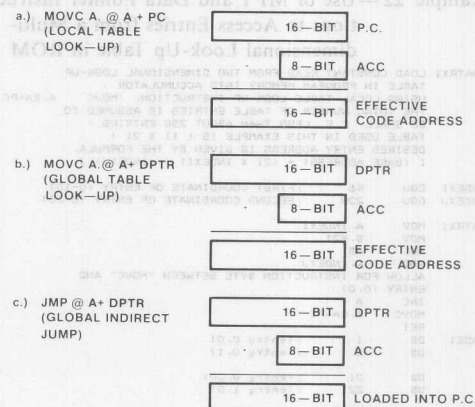 a.) MOVC A, @ A + PC
(LOCAL TABLE
LOOK—UP)
16—BIT P.C.
8—BIT ACC
16—BIT EFFECTIVE
CODE ADDRESS
b.) MOVC A, @ A+ DPTR
(GLOBAL TABLE
LOOK—UP)
16—BIT DPTR
8—BIT ACC
16—BIT EFFECTIVE
CODE ADDRESS
c.) JMP @ A+ DPTR
(GLOBAL INDIRECT
JUMP)
16—BIT DPTR
8—BIT ACC
16—BIT LOADED INTO P.C.